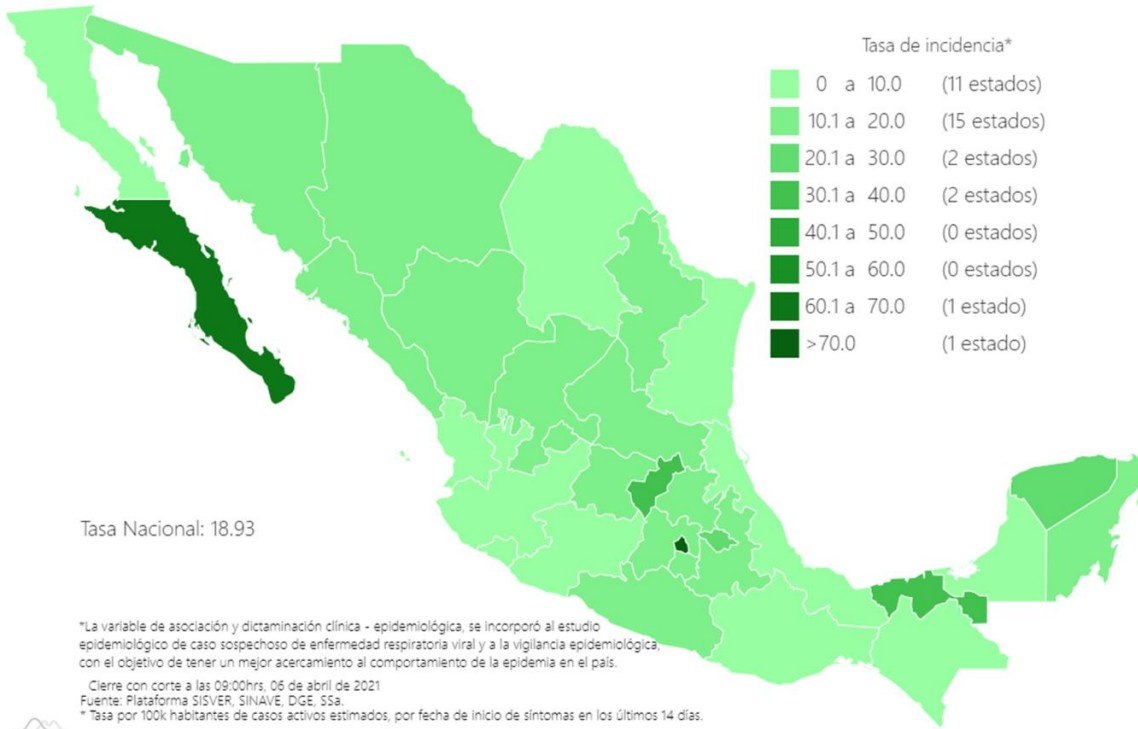 Tasa de incidencia*
0 a 10.0 (11 estados)
10.1 a 20.0 (15 estados)
20.1 a 30.0 (2 estados)
30.1 a 40.0 (2 estados)
40.1 a 50.0 (0 estados)
50.1 a 60.0 (0 estados)
60.1 a 70.0 (1 estado)
>70.0 (1 estado)
Tasa Nacional: 18.93
*La variable de asociación y dictaminación clínica - epidemiológica, se incorporó al estudio
epidemiológico de caso sospechoso de enfermedad respiratoria viral y a la vigilancia epidemiológica,
con el objetivo de tener un mejor acercamiento al comportamiento de la epidemia en el país.
Cierre con corte a las 09:00hrs, 06 de abril de 2021
Fuente: Plataforma SISVER, SINAVE, DGE, SSa.
* Tasa por 100k habitantes de casos activos estimados, por fecha de inicio de síntomas en los últimos 14 días.